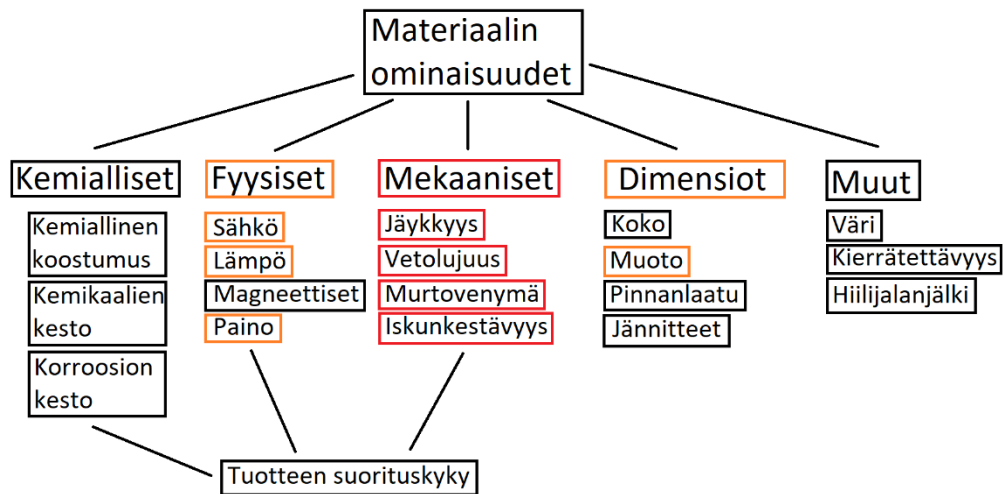 Materiaalin
ominaisuudet
Kemialliset
Fyysiset
Mekaaniset
Dimensiot
Muut
Kemiallinen
koostumus
Kemikaalien
kesto
Korroosion
kesto
Sähkö
Lämpö
Magneettiset
Paino
Jäykkyys
Vetolujuus
Murtovenymä
Iskunkestävyys
Koko
Muoto
Pinnanlaatu
Jännitteet
Väri
Kierrätettävyys
Hiilijalanjälki
Tuotteen suorituskyky